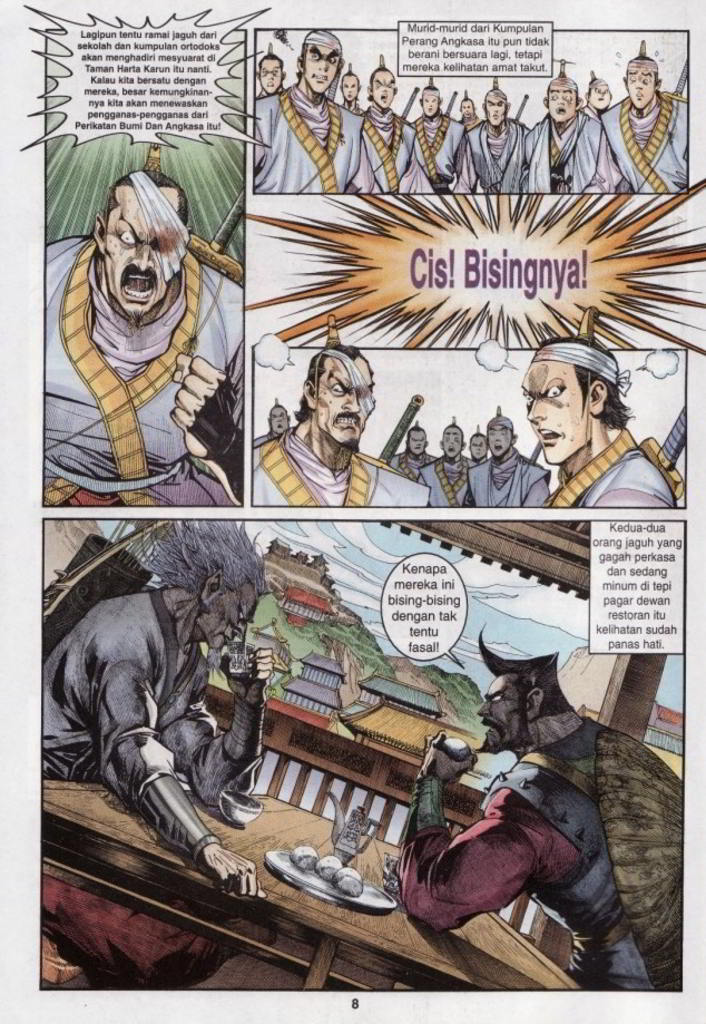 Lagipun tentu ramai jaguh dari
sekolah dan kumpulan ortodoks
akan menghadiri mesyuarat di
Taman Harta Karun itu nanti.
Kalau kita bersatu dengan
mereka, besar kemungkinan-
nya kita akan menewaskan
pengganas-pengganas dari
Perikatan Bumi Dan Angkasa itu!
Murid-murid dari Kumpulan
Perang Angkasa itu pun tidak
berani bersuara lagi, tetapi
mereka kelihatan amat takut.
Cis! Bisingnya!
Kedua-dua
orang jaguh yang
gagah perkasa
dan sedang
minum di tepi
pagar dewan
restoran itu
kelihatan sudah
panas hati.
Kenapa
mereka ini
bising-bising
dengan tak
tentu
fasal!
8